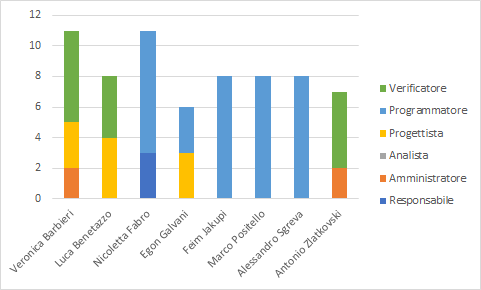 12
10
8
6
4
2
0
Veronica Barbieri
Luca Benetazzo
Nicoletta Fabro
Egon Galvani
Feim Jakupi
Marco Positello
Alessandro Sgreva
Antonio Zlatkovski
Verificatore
Programmatore
Progettista
Analista
Amministratore
Responsabile